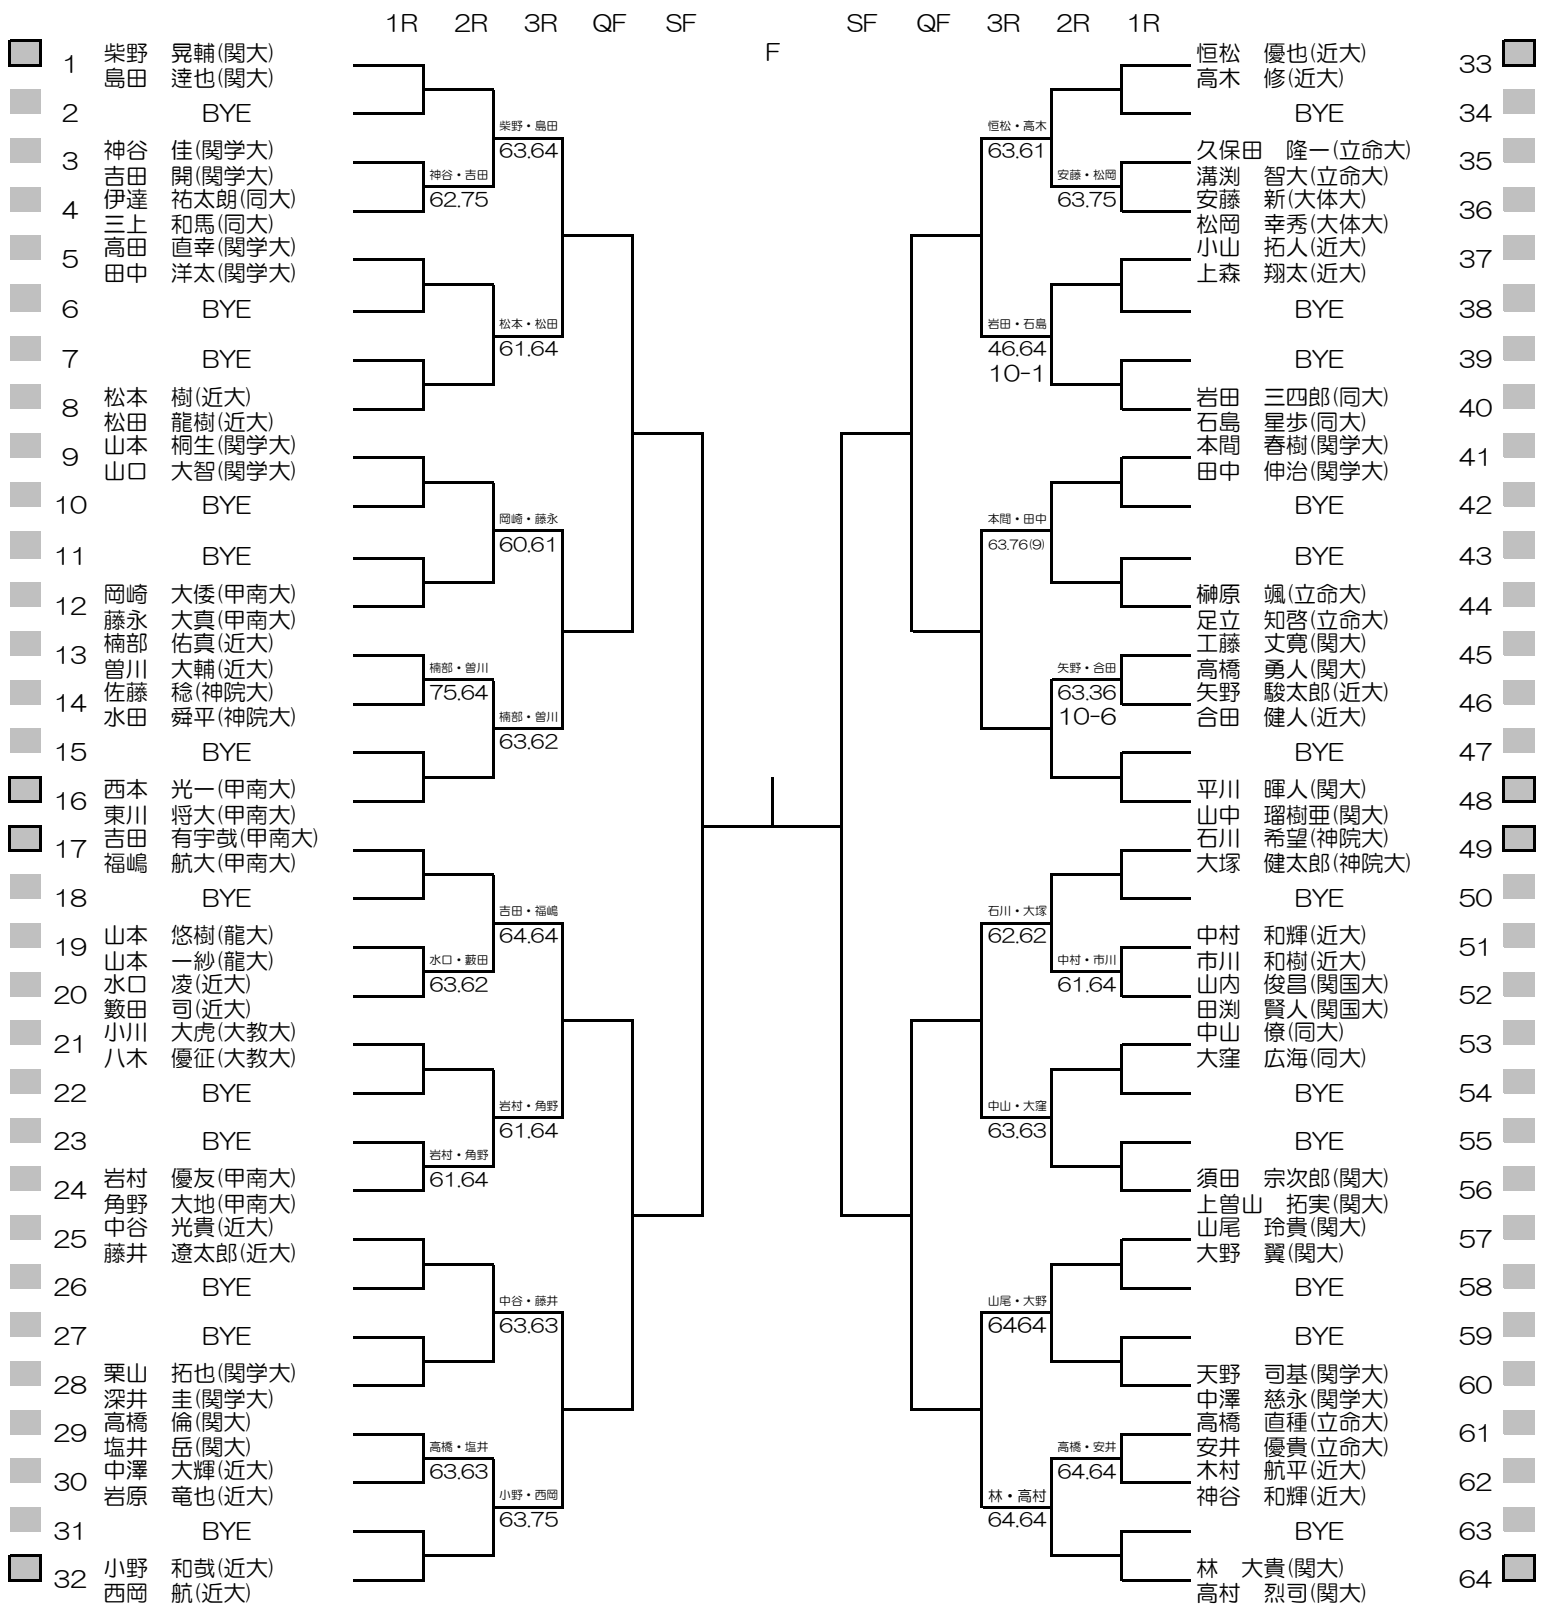 1R 2R 3R QF SF SF QF 3R 2R 1R
F
1 柴野 晃輔(関大)
島田 達也(関大)
2 BYE
3 神谷 佳(関学大)
吉田 開(関学大)
4 伊達 祐太朗(同大)
三上 和馬(同大)
5 高田 直幸(関学大)
田中 洋太(関学大)
6 BYE
7 BYE
8 松本 樹(近大)
松田 龍樹(近大)
9 山本 桐生(関学大)
山口 大智(関学大)
10 BYE
11 BYE
12 岡崎 大倭(甲南大)
藤永 大真(甲南大)
13 楠部 佑真(近大)
曽川 大輔(近大)
14 佐藤 稔(神院大)
水田 舜平(神院大)
15 BYE
16 西本 光一(甲南大)
東川 将大(甲南大)
17 吉田 有宇哉(甲南大)
福嶋 航大(甲南大)
18 BYE
19 山本 悠樹(龍大)
山本 一紗(龍大)
20 水口 凌(近大)
籔田 司(近大)
21 小川 大虎(大教大)
八木 優征(大教大)
22 BYE
23 BYE
24 岩村 優友(甲南大)
角野 大地(甲南大)
25 中谷 光貴(近大)
藤井 遼太郎(近大)
26 BYE
27 BYE
28 栗山 拓也(関学大)
深井 圭(関学大)
29 高橋 倫(関大)
塩井 岳(関大)
30 中澤 大輝(近大)
岩原 竜也(近大)
31 BYE
32 小野 和哉(近大)
西岡 航(近大)
神谷・吉田
62.75
楠部・曽川
75.64
水口・籔田
63.62
岩村・角野
61.64
高橋・塩井
63.63
柴野・島田
63.64
松本・松田
61.64
岡崎・藤永
60.61
楠部・曽川
63.62
吉田・福嶋
64.64
岩村・角野
61.64
中谷・藤井
63.63
小野・西岡
63.75
恒松・高木
63.61
岩田・石島
46.64
10-1
本間・田中
63.76(9)
石川・大塚
62.62
中山・大窪
63.63
山尾・大野
6464
林・高村
64.64
安藤・松岡
63.75
矢野・合田
63.36
10-6
中村・市川
61.64
高橋・安井
64.64
恒松 優也(近大) 33
高木 修(近大)
BYE 34
久保田 隆一(立命大) 35
溝渕 智大(立命大)
安藤 新(大体大) 36
松岡 幸秀(大体大)
小山 拓人(近大) 37
上森 翔太(近大)
BYE 38
BYE 39
岩田 三四郎(同大) 40
石島 星歩(同大)
本間 春樹(関学大) 41
田中 伸治(関学大)
BYE 42
BYE 43
榊原 颯(立命大) 44
足立 知啓(立命大)
工藤 丈寛(関大) 45
高橋 勇人(関大)
矢野 駿太郎(近大) 46
合田 健人(近大)
BYE 47
平川 暉人(関大) 48
山中 瑠樹亜(関大)
石川 希望(神院大) 49
大塚 健太郎(神院大)
BYE 50
中村 和輝(近大) 51
市川 和樹(近大)
山内 俊昌(関国大) 52
田渕 賢人(関国大)
中山 僚(同大) 53
大窪 広海(同大)
BYE 54
BYE 55
須田 宗次郎(関大) 56
上曽山 拓実(関大)
山尾 玲貴(関大) 57
大野 翼(関大)
BYE 58
BYE 59
天野 司基(関学大) 60
中澤 慈永(関学大)
高橋 直種(立命大) 61
安井 優貴(立命大)
木村 航平(近大) 62
神谷 和輝(近大)
BYE 63
林 大貴(関大) 64
高村 烈司(関大)